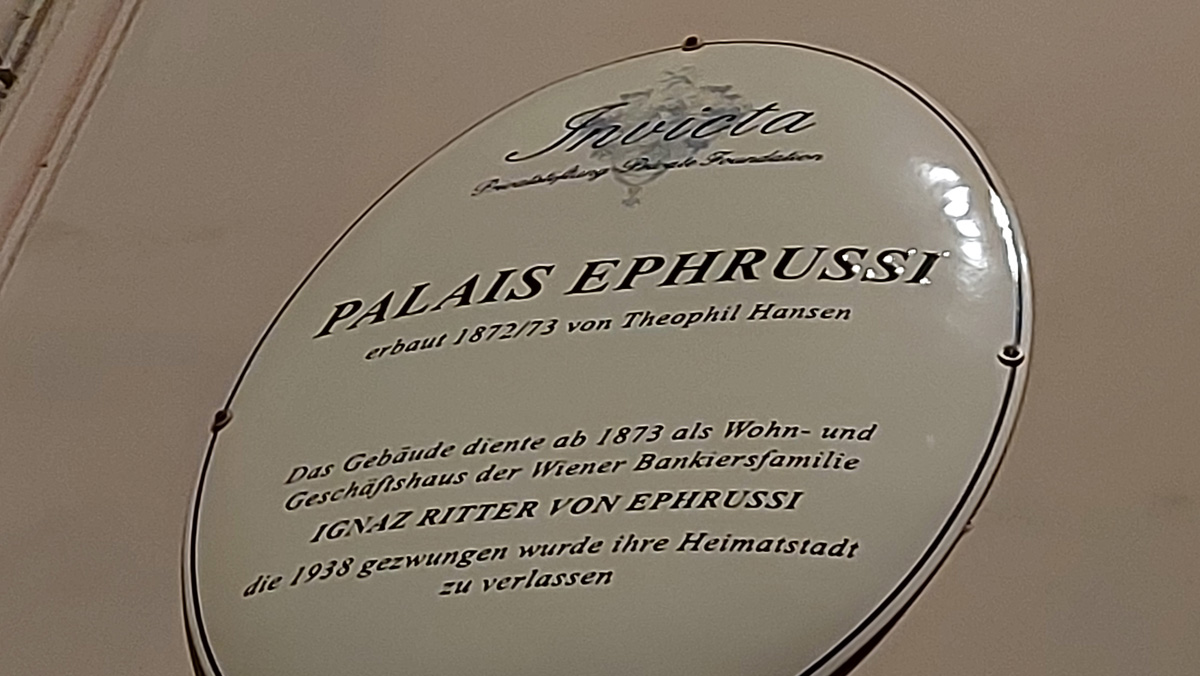 Invicta
Privatstiftung Private Foundation
PALAIS EPHRUSSI
erbaut 1872/73 von Theophil Hansen
Das Gebäude diente ab 1873 als Wohn- und
Geschäftshaus der Wiener Bankiersfamilie
IGNAZ RITTER VON EPHRUSSI
die 1938 gezwungen wurde ihre Heimatstadt
zu verlassen